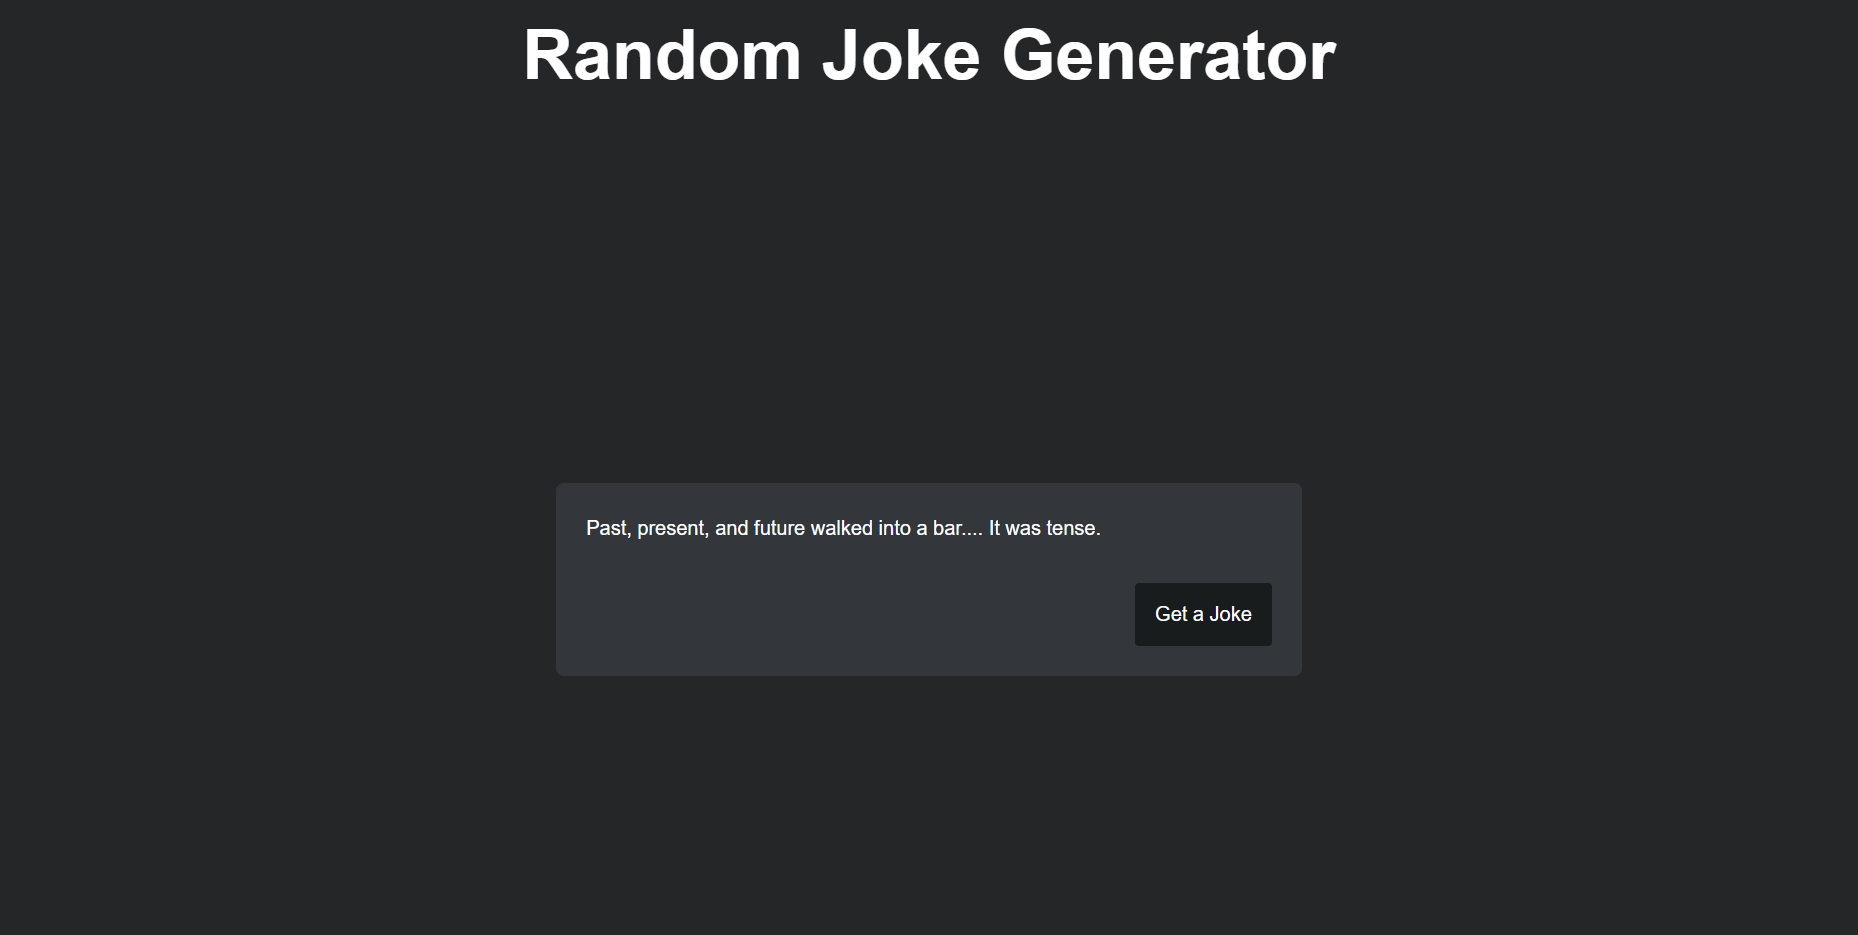 Random Joke Generator
Past, present, and future walked into a bar.... It was tense.
Get a Joke